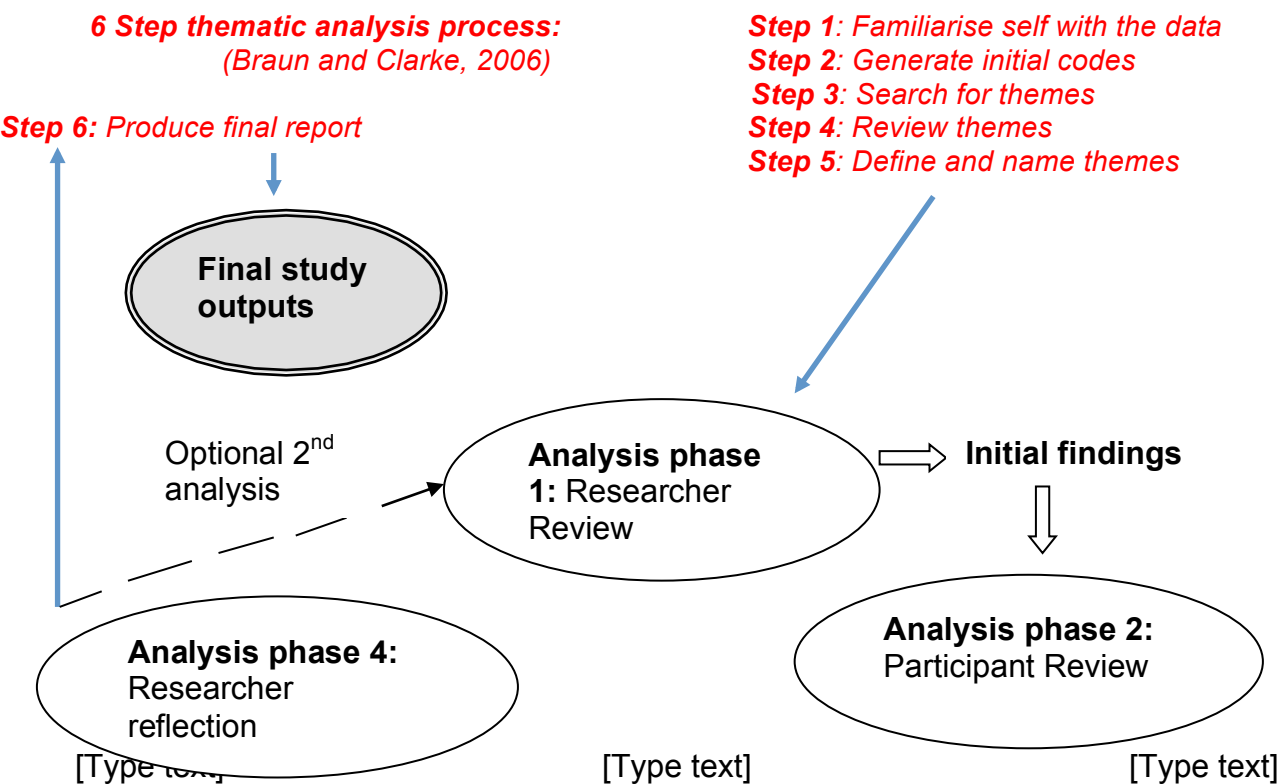 6 Step thematic analysis process:
(Braun and Clarke, 2006)
Step 1: Familiarise self with the data
Step 2: Generate initial codes
Step 3: Search for themes
Step 4: Review themes
Step 5: Define and name themes
Step 6: Produce final report
Final study
outputs
Optional 2nd
analysis
Analysis phase
1: Researcher
Review
Initial findings
Analysis phase 2:
Participant Review
Analysis phase 4:
Researcher
reflection
[Type text]
[Type text]
[Type text]